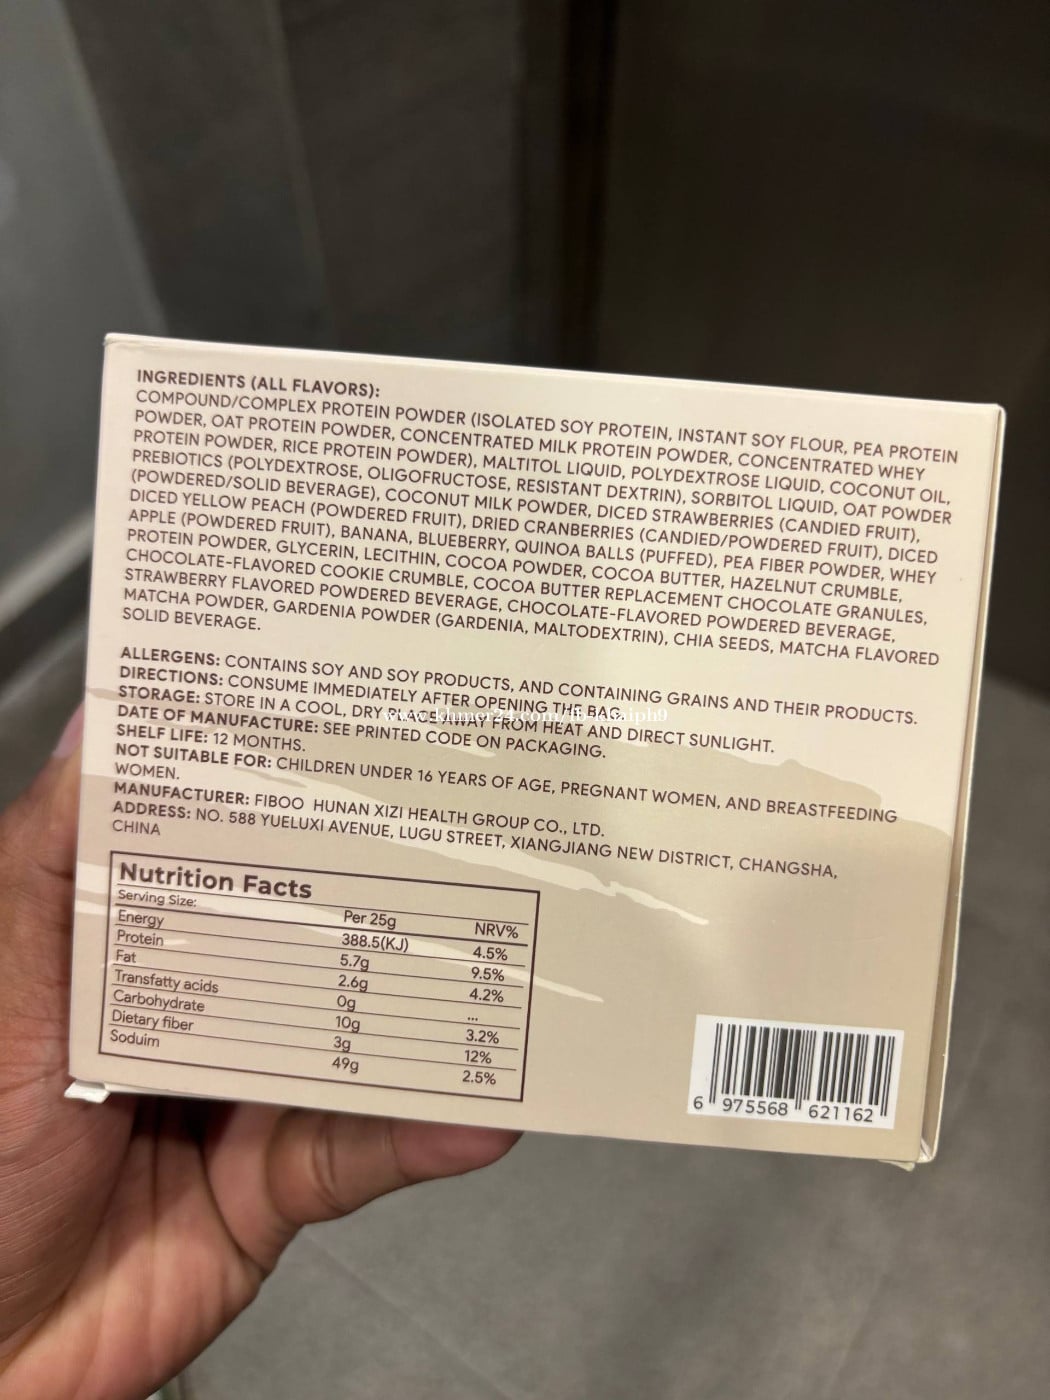 INGREDIENTS (ALL FLAVORS):
COMPOUND/COMPLEX PROTEIN POWDER (ISOLATED SOY PROTEIN, INSTANT SOY FLOUR, PEA PROTEIN
POWDER, OAT PROTEIN POWDER, CONCENTRATED MILK PROTEIN POWDER, CONCENTRATED WHEY
PROTEIN POWDER, RICE PROTEIN POWDER), MALTITOL LIQUID, POLYDEXTROSE LIQUID, COCONUT OIL,
PREBIOTICS (POLYDEXTROSE, OLIGOFRUCTOSE, RESISTANT DEXTRIN), SORBITOL LIQUID, OAT POWDER
(POWDERED/SOLID BEVERAGE), COCONUT MILK POWDER, DICED STRAWBERRIES (CANDIED FRUIT),
DICED YELLOW PEACH (POWDERED FRUIT), DRIED CRANBERRIES (CANDIED/POWDERED FRUIT), DICED
APPLE (POWDERED FRUIT), BANANA, BLUEBERRY, QUINOA BALLS (PUFFED), PEA FIBER POWDER, WHEY
PROTEIN POWDER, GLYCERIN, LECITHIN, COCOA POWDER, COCOA BUTTER, HAZELNUT CRUMBLE,
CHOCOLATE-FLAVORED COOKIE CRUMBLE, COCOA BUTTER REPLACEMENT CHOCOLATE GRANULES,
STRAWBERRY FLAVORED POWDERED BEVERAGE, CHOCOLATE-FLAVORED POWDERED BEVERAGE,
MATCHA POWDER, GARDENIA POWDER (GARDENIA, MALTODEXTRIN), CHIA SEEDS, MATCHA FLAVORED
SOLID BEVERAGE.
ALLERGENS: CONTAINS SOY AND SOY PRODUCTS, AND CONTAINING GRAINS AND THEIR PRODUCTS.
DIRECTIONS: CONSUME IMMEDIATELY AFTER OPENING THE BAG.
STORAGE: STORE IN A COOL, DRY PLACE AWAY FROM HEAT AND DIRECT SUNLIGHT.
DATE OF MANUFACTURE: SEE PRINTED CODE ON PACKAGING.
SHELF LIFE: 12 MONTHS.
NOT SUITABLE FOR: CHILDREN UNDER 16 YEARS OF AGE, PREGNANT WOMEN, AND BREASTFEEDING
WOMEN.
MANUFACTURER: FIBOO HUNAN XIZI HEALTH GROUP CO., LTD.
ADDRESS: NO. 588 YUELUXI AVENUE, LUGU STREET, XIANGJIANG NEW DISTRICT, CHANGSHA,
CHINA
Nutrition Facts
Serving Size: Per 25g NRV%
Energy 388.5(KJ) 4.5%
Protein 5.7g 9.5%
Fat 2.6g 4.2%
Transfatty acids 0g ...
Carbohydrate 10g 3.2%
Dietary fiber 3g 12%
Soduim 49g 2.5%
6 975568 621162